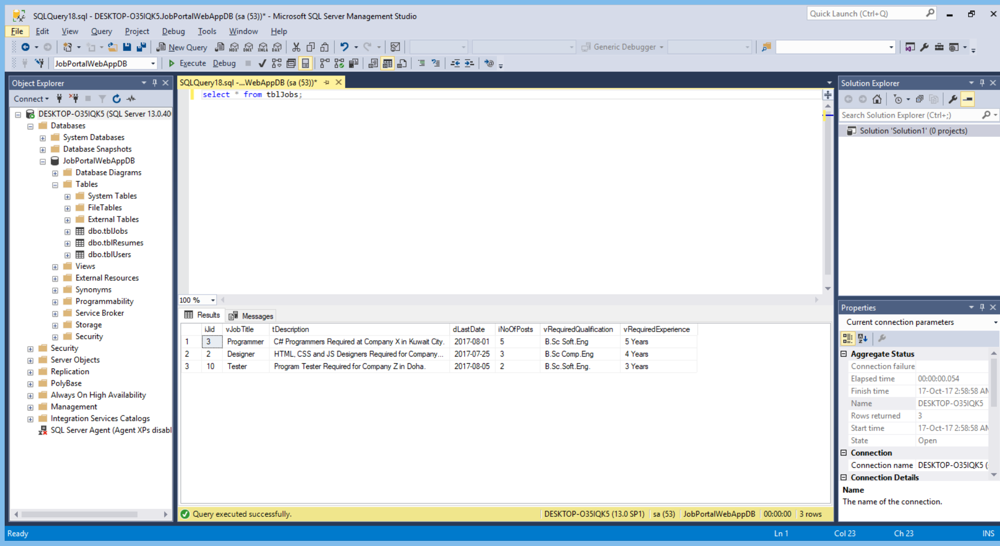 SQLQuery18.sql - DESKTOP-O35IQK5.JobPortalWebAppDB (sa (53))* - Microsoft SQL Server Management Studio
Quick Launch (Ctrl+Q)
File Edit View Query Project Debug Tools Window Help
New Query MDX DMX XMLA DAX Generic Debugger
JobPortalWebAppDB Execute Debug
Object Explorer
Connect
DESKTOP-O35IQK5 (SQL Server 13.0.40
Databases
System Databases
Database Snapshots
JobPortalWebAppDB
Database Diagrams
Tables
System Tables
FileTables
External Tables
dbo.tblJobs
dbo.tblResumes
dbo.tblUsers
Views
External Resources
Synonyms
Programmability
Service Broker
Storage
Security
Security
Server Objects
Replication
PolyBase
Always On High Availability
Management
Integration Services Catalogs
SQL Server Agent (Agent XPs disabl
SQLQuery18.sql -...WebAppDB (sa (53))*
select * from tblJobs;
100 %
Results Messages
iJid vJobTitle tDescription dLastDate iNoOfPosts vRequiredQualification vRequiredExperience
1 3 Programmer C# Programmers Required at Company X in Kuwait City. 2017-08-01 5 B.Sc Soft.Eng 5 Years
2 2 Designer HTML, CSS and JS Designers Required for Company... 2017-07-25 3 B.Sc Comp.Eng 4 Years
3 10 Tester Program Tester Required for Company Z in Doha. 2017-08-05 2 B.Sc.Soft.Eng. 3 Years
Query executed successfully. DESKTOP-O35IQK5 (13.0 SP1) sa (53) JobPortalWebAppDB 00:00:00 3 rows
Solution Explorer
Search Solution Explorer (Ctrl+;)
Solution 'Solution1' (0 projects)
Properties
Current connection parameters
Aggregate Status
Connection failure
Elapsed time 00:00:00.054
Finish time 17-Oct-17 2:58:58 AM
Name DESKTOP-O35IQK5
Rows returned 3
Start time 17-Oct-17 2:58:58 AM
State Open
Connection
Connection name DESKTOP-O35IQK5 (
Connection Details
Name
The name of the connection.
Ready Ln 1 Col 23 Ch 23 INS